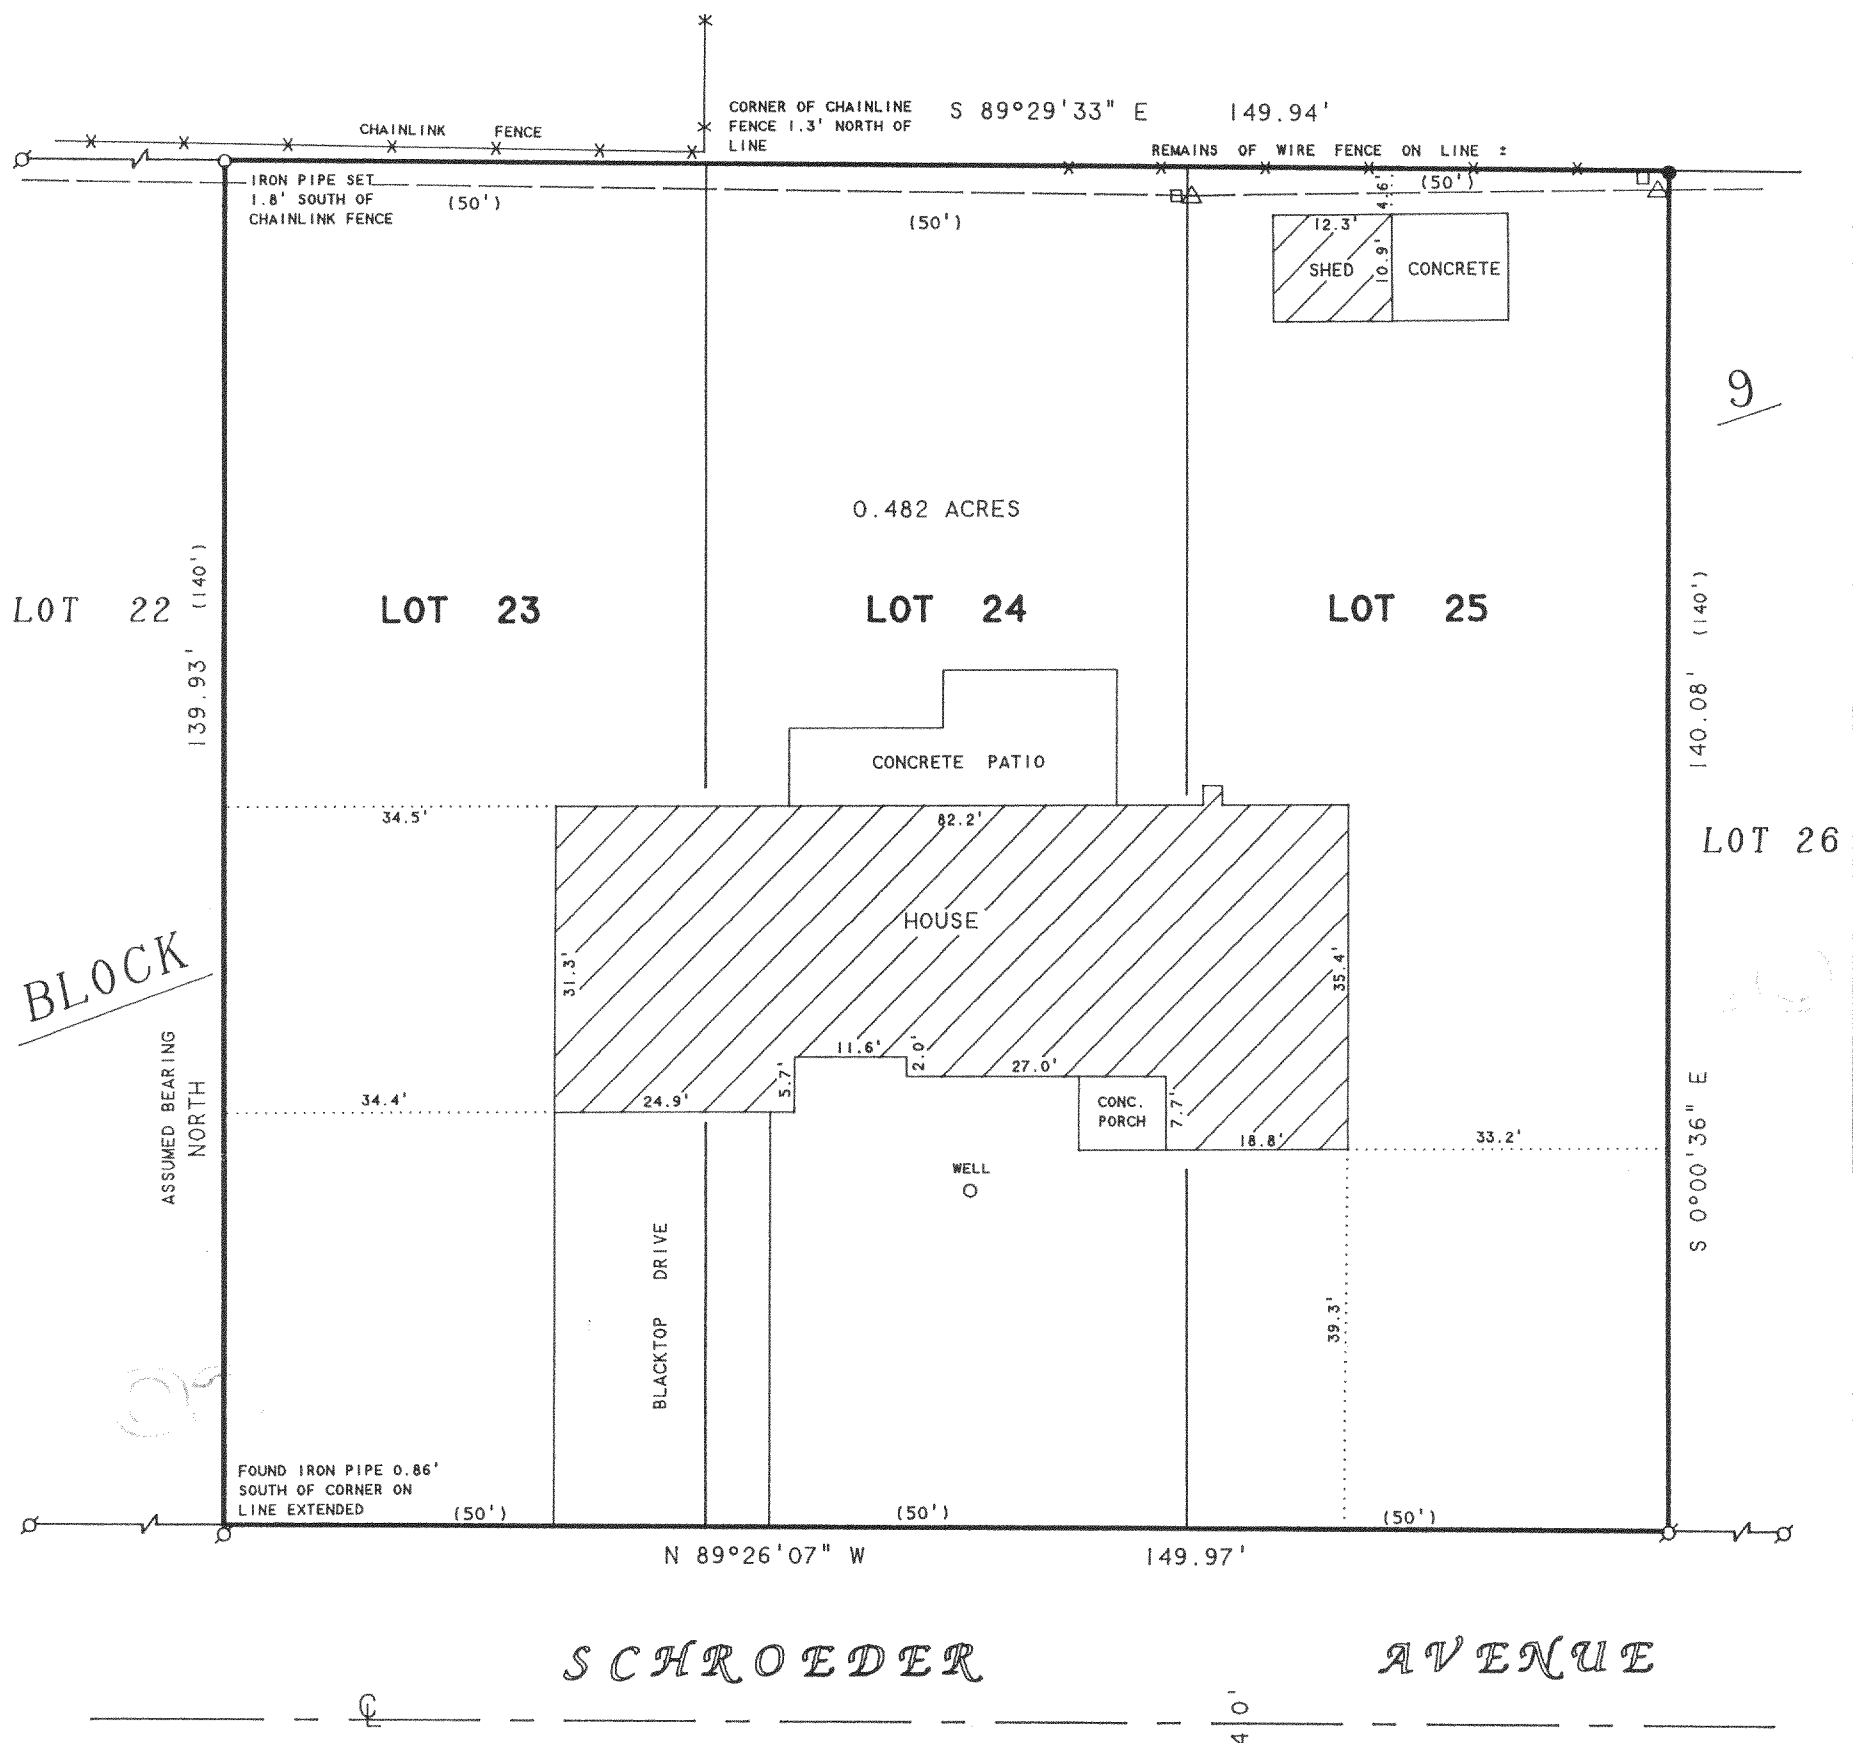 CORNER OF CHAINLINE
FENCE 1.3' NORTH OF
LINE
S 89°29'33" E 149.94'
CHAINLINK FENCE
REMAINS OF WIRE FENCE ON LINE ±
IRON PIPE SET
1.8' SOUTH OF
CHAINLINK FENCE
(50')
(50')
(50')
4.6'
12.3'
10.9'
SHED
CONCRETE
9
0.482 ACRES
LOT 22
LOT 23
LOT 24
LOT 25
139.93' (140')
140.08' (140')
CONCRETE PATIO
34.5'
82.2'
LOT 26
HOUSE
31.3'
35.4'
BLOCK
11.6'
2.0'
27.0'
5.7'
34.4'
24.9'
CONC.
PORCH
7.7'
18.8'
33.2'
ASSUMED BEARING
NORTH
S 0°00'36" E
WELL
BLACKTOP DRIVE
39.3'
FOUND IRON PIPE 0.86'
SOUTH OF CORNER ON
LINE EXTENDED
(50')
(50')
(50')
N 89°26'07" W 149.97'
SCHROEDER AVENUE
℄
40'